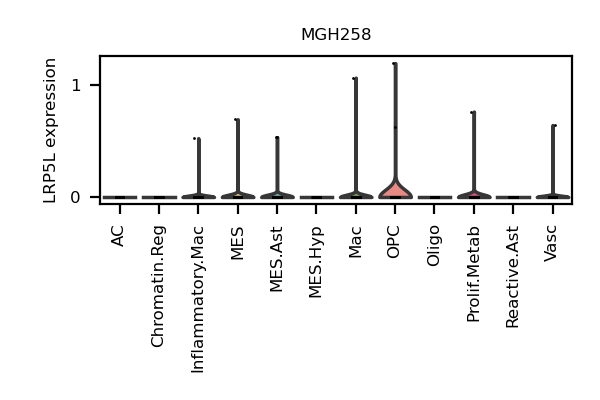 MGH258
LRP5L expression
1
0
AC
Chromatin.Reg
Inflammatory.Mac
MES
MES.Ast
MES.Hyp
Mac
OPC
Oligo
Prolif.Metab
Reactive.Ast
Vasc